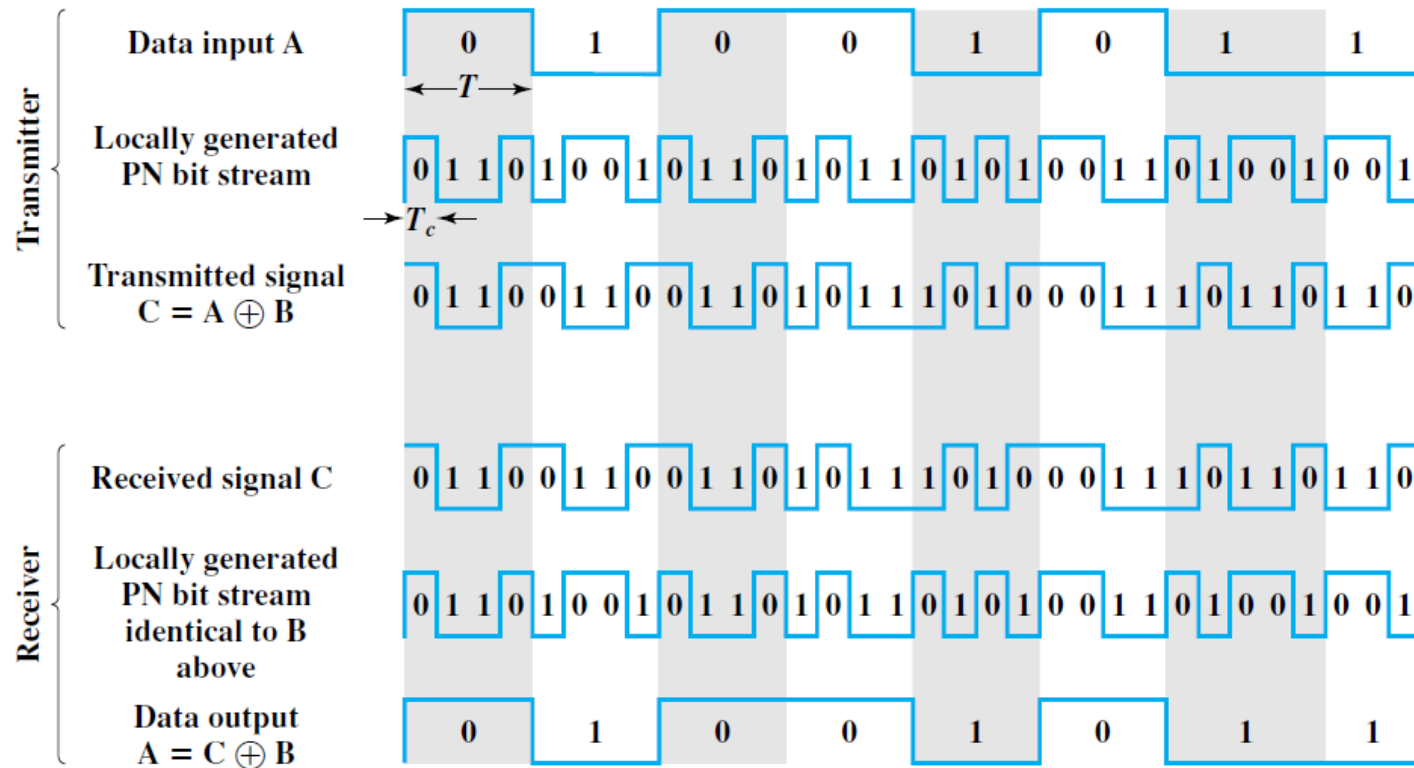 Transmitter
Data input A
0 1 0 0 1 0 1 1
T
Locally generated
PN bit stream
0 1 1 0 1 0 0 1 0 1 1 0 1 0 1 1 0 1 0 1 0 0 1 1 0 1 0 0 1 0 0 1
Tc
Transmitted signal
C = A ⊕ B
0 1 1 0 0 1 1 0 0 1 1 0 1 0 1 1 1 0 1 0 0 0 1 1 1 0 1 1 0 1 1 0
Receiver
Received signal C
0 1 1 0 0 1 1 0 0 1 1 0 1 0 1 1 1 0 1 0 0 0 1 1 1 0 1 1 0 1 1 0
Locally generated
PN bit stream
identical to B
above
0 1 1 0 1 0 0 1 0 1 1 0 1 0 1 1 0 1 0 1 0 0 1 1 0 1 0 0 1 0 0 1
Data output
A = C ⊕ B
0 1 0 0 1 0 1 1